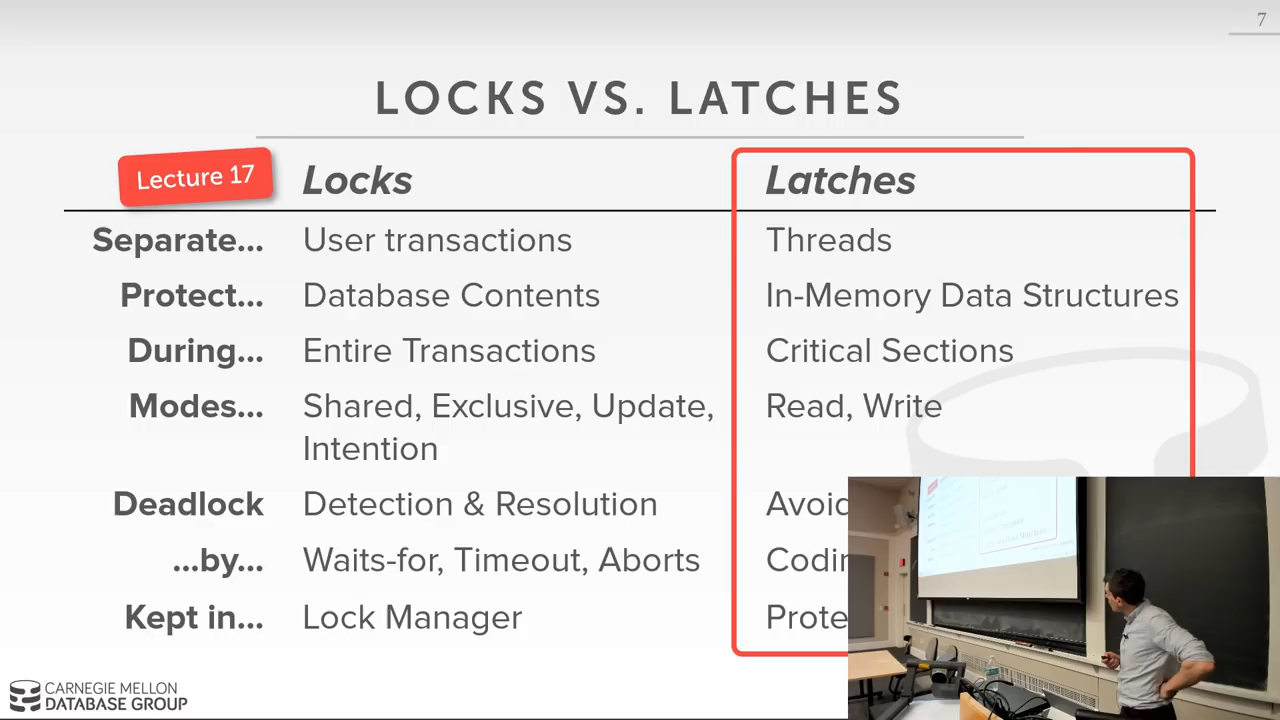 7
LOCKS VS. LATCHES
Lecture 17 Locks Latches
Separate... User transactions Threads
Protect... Database Contents In-Memory Data Structures
During... Entire Transactions Critical Sections
Modes... Shared, Exclusive, Update, Read, Write
Intention
Deadlock Detection & Resolution
...by... Waits-for, Timeout, Aborts
Kept in... Lock Manager
CARNEGIE MELLON
DATABASE GROUP